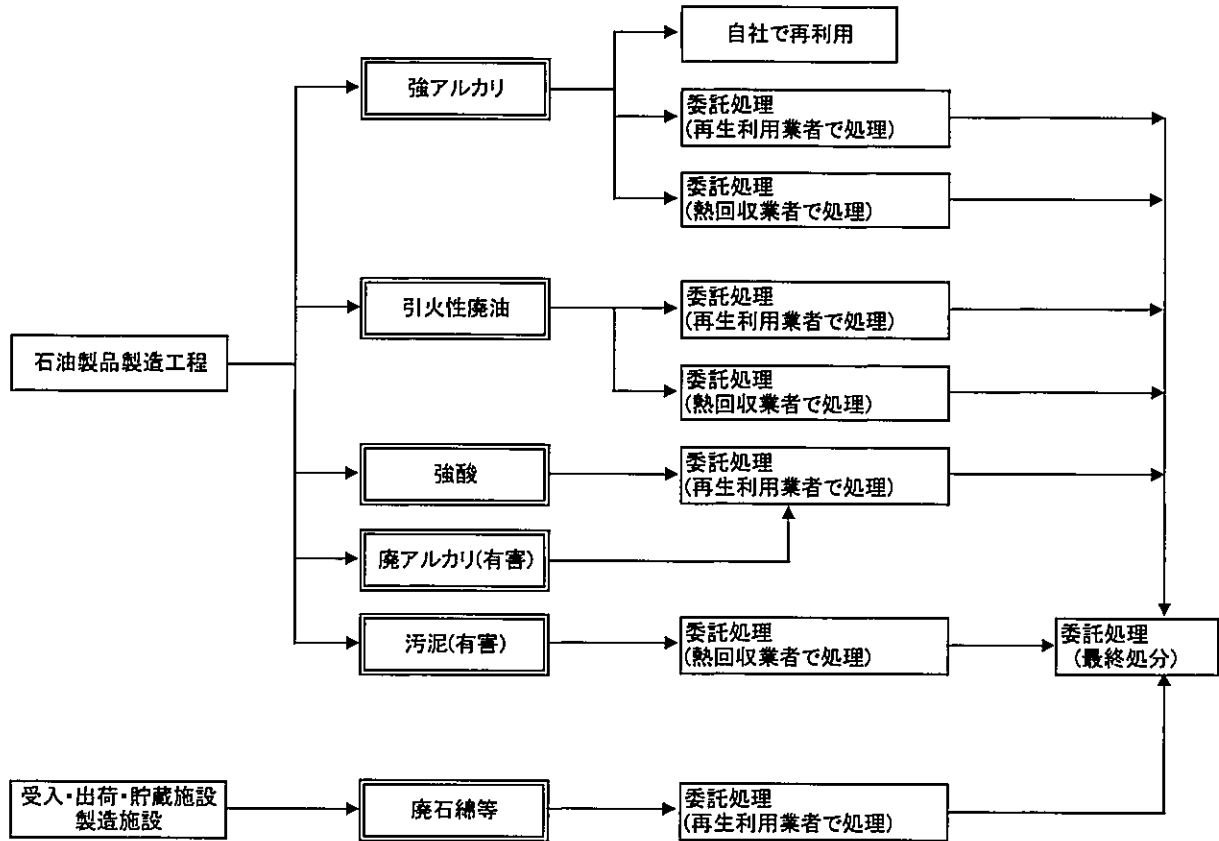 自社で再利用
強アルカリ
委託処理
(再生利用業者で処理)
委託処理
(熱回収業者で処理)
引火性廃油
委託処理
(再生利用業者で処理)
石油製品製造工程
委託処理
(熱回収業者で処理)
強酸
委託処理
(再生利用業者で処理)
廃アルカリ(有害)
汚泥(有害)
委託処理
(熱回収業者で処理)
委託処理
(最終処分)
受入・出荷・貯蔵施設
製造施設
廃石綿等
委託処理
(再生利用業者で処理)